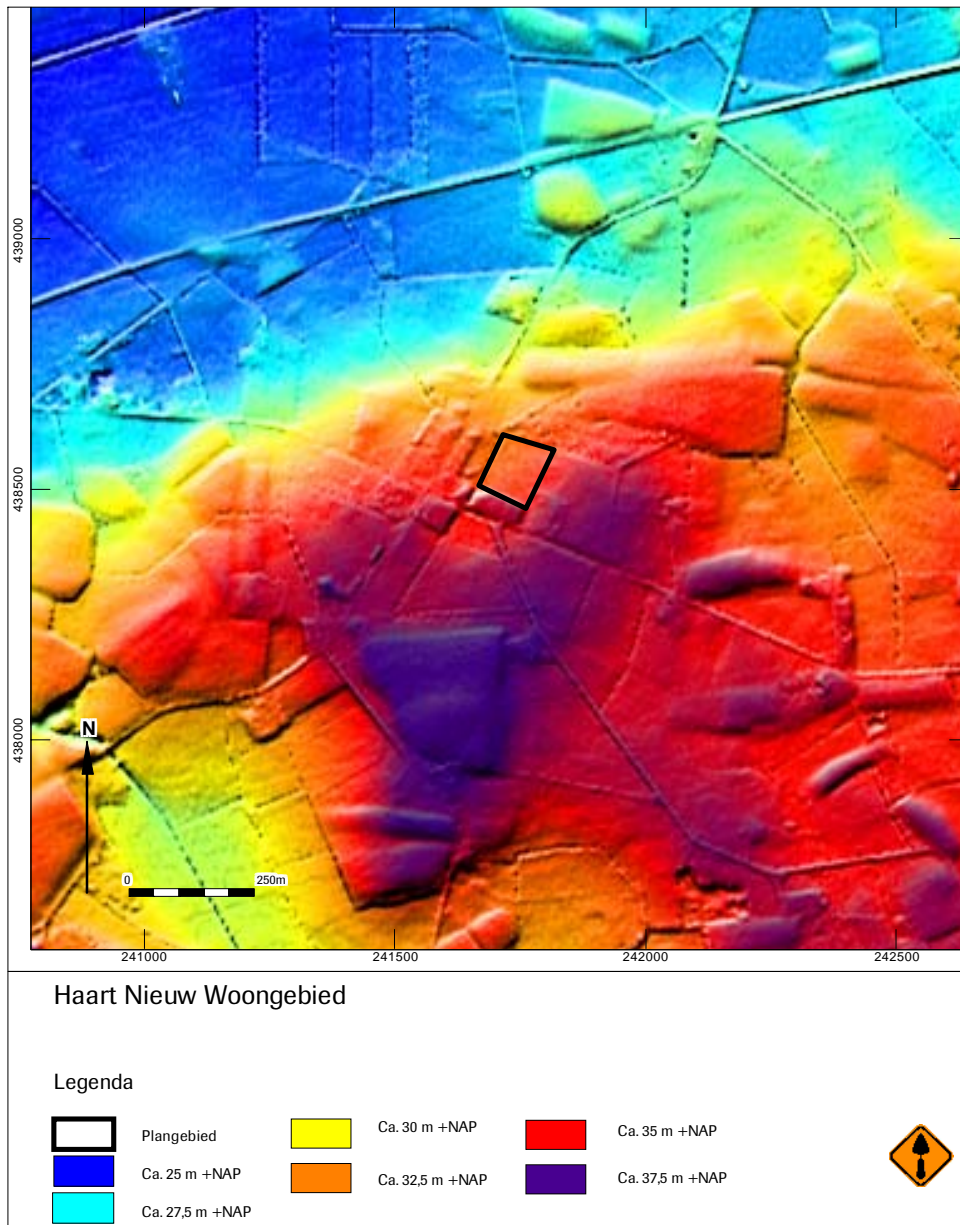 439000
438500
438000
N
0 250m
241000 241500 242000 242500
Haart Nieuw Woongebied
Legenda
Plangebied
Ca. 25 m +NAP
Ca. 27,5 m +NAP
Ca. 30 m +NAP
Ca. 32,5 m +NAP
Ca. 35 m +NAP
Ca. 37,5 m +NAP